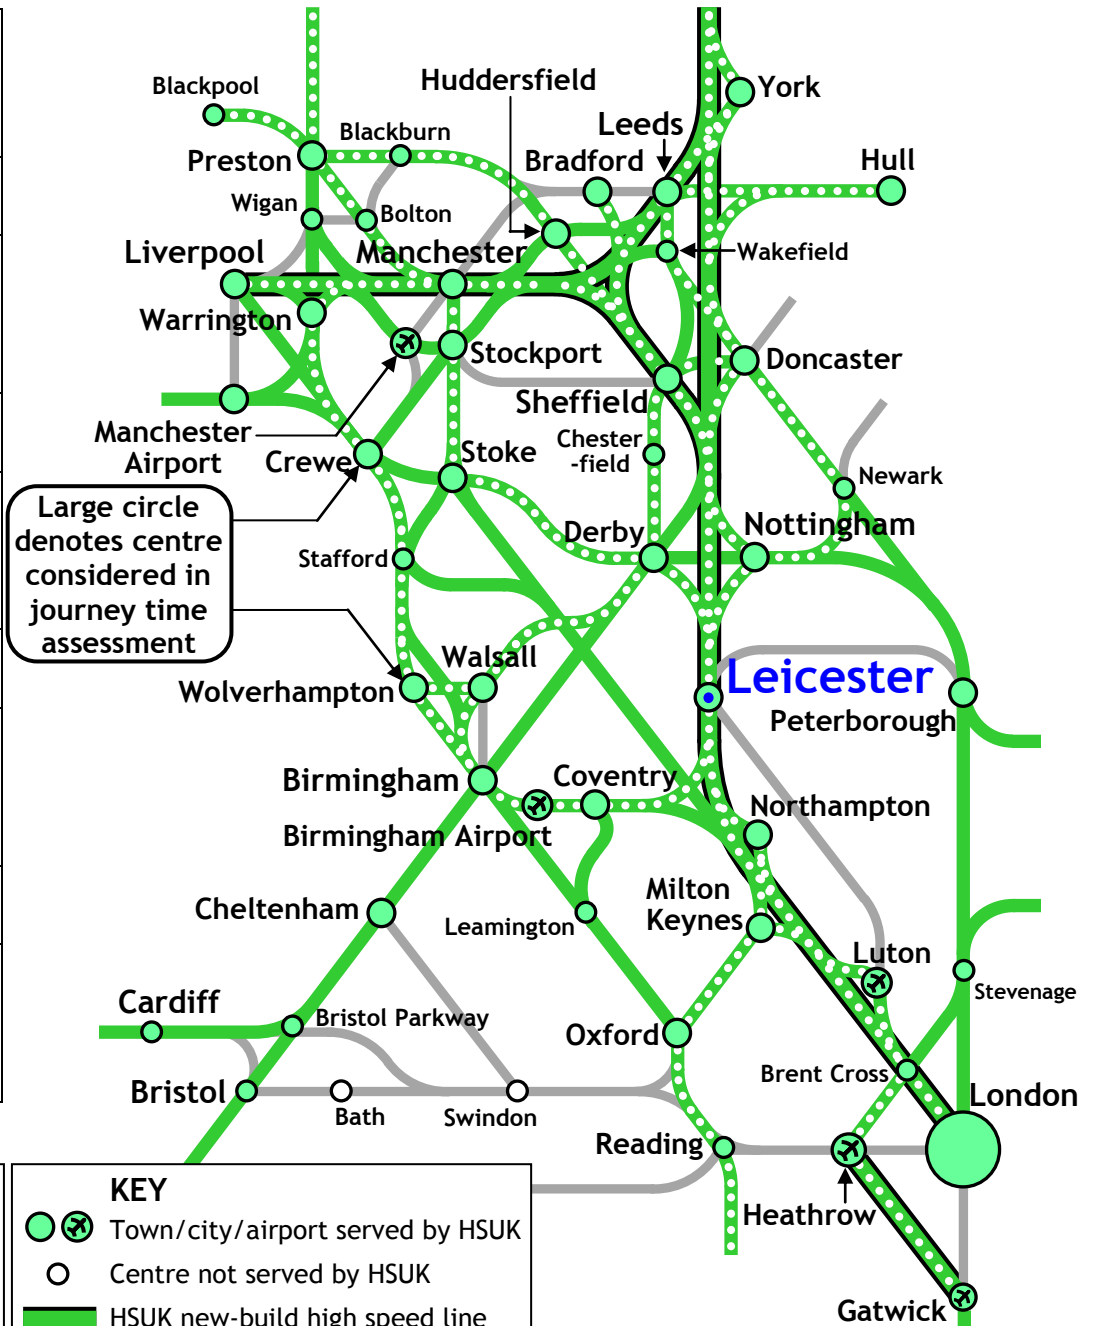 Blackpool
Huddersfield
York
Blackburn
Leeds
Preston
Bradford
Hull
Wigan
Bolton
Liverpool
Manchester
Wakefield
Warrington
Stockport
Doncaster
Sheffield
Manchester
Airport
Crewe
Stoke
Chester
-field
Newark
Large circle
denotes centre
considered in
journey time
assessment
Derby
Nottingham
Stafford
Walsall
Wolverhampton
Leicester
Peterborough
Birmingham
Coventry
Northampton
Birmingham Airport
Milton
Keynes
Cheltenham
Leamington
Luton
Stevenage
Cardiff
Bristol Parkway
Oxford
Brent Cross
Bristol
Bath
Swindon
London
Reading
Heathrow
Gatwick
KEY
Town/city/airport served by HSUK
Centre not served by HSUK
HSUK new-build high speed line